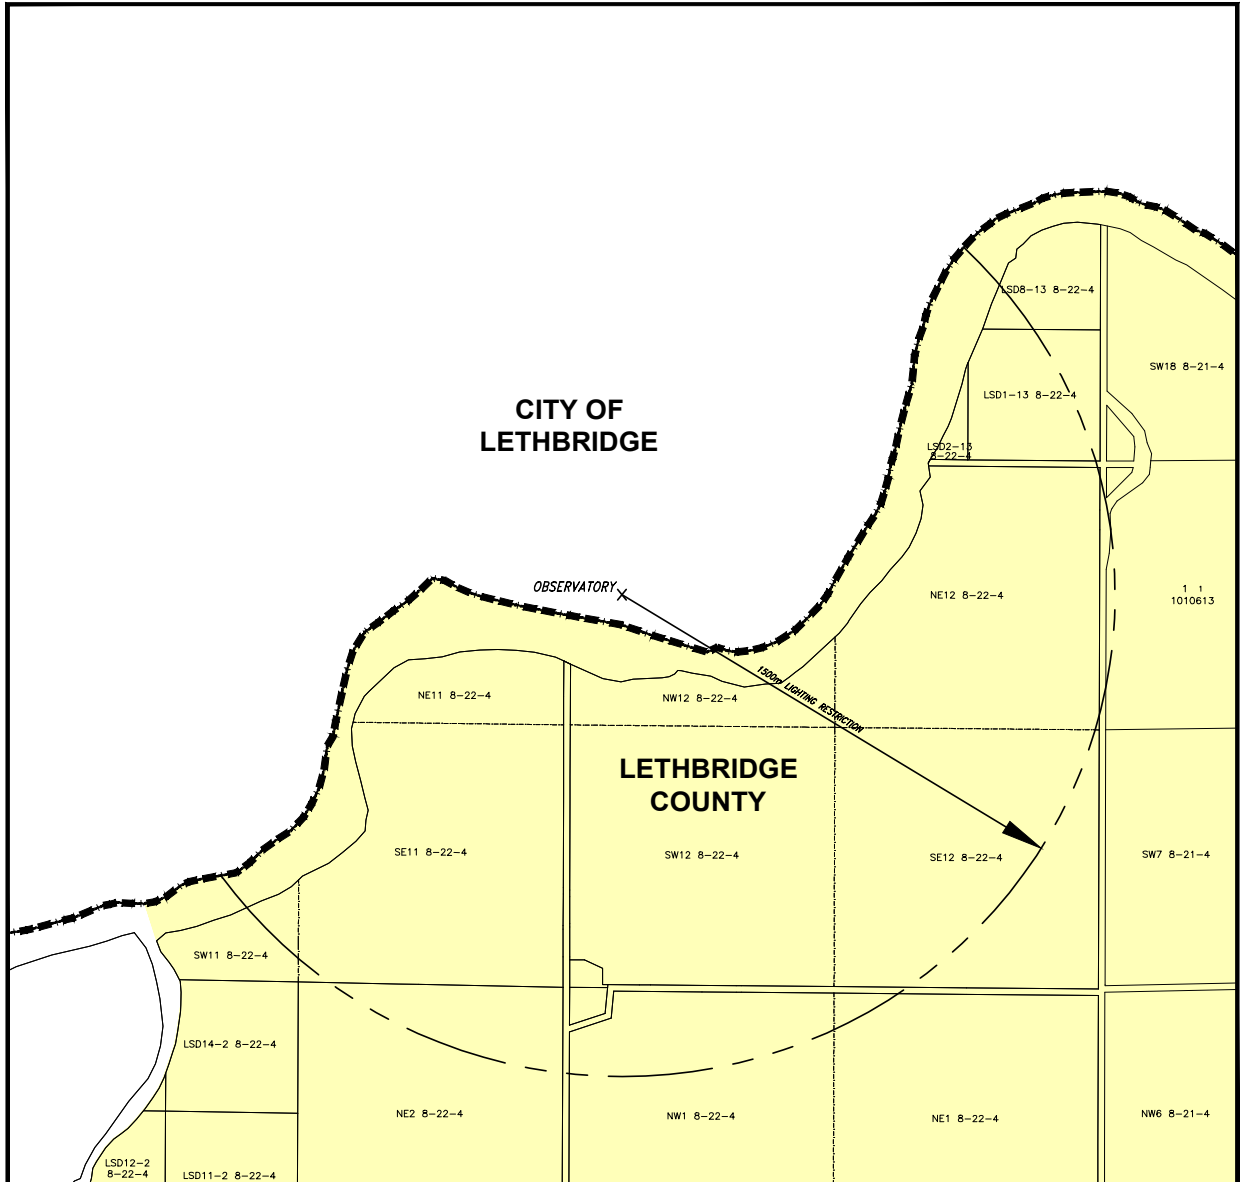 LSD8-13 8-22-4
SW18 8-21-4
LSD1-13 8-22-4
CITY OF
LETHBRIDGE
LSD2-13
8-22-4
OBSERVATORY
NE12 8-22-4
1 1
1010613
1500m LIGHTING RESTRICTION
NE11 8-22-4
NW12 8-22-4
LETHBRIDGE
COUNTY
SE11 8-22-4
SW12 8-22-4
SE12 8-22-4
SW7 8-21-4
SW11 8-22-4
LSD14-2 8-22-4
NE2 8-22-4
NW1 8-22-4
NE1 8-22-4
NW6 8-21-4
LSD12-2
8-22-4
LSD11-2 8-22-4